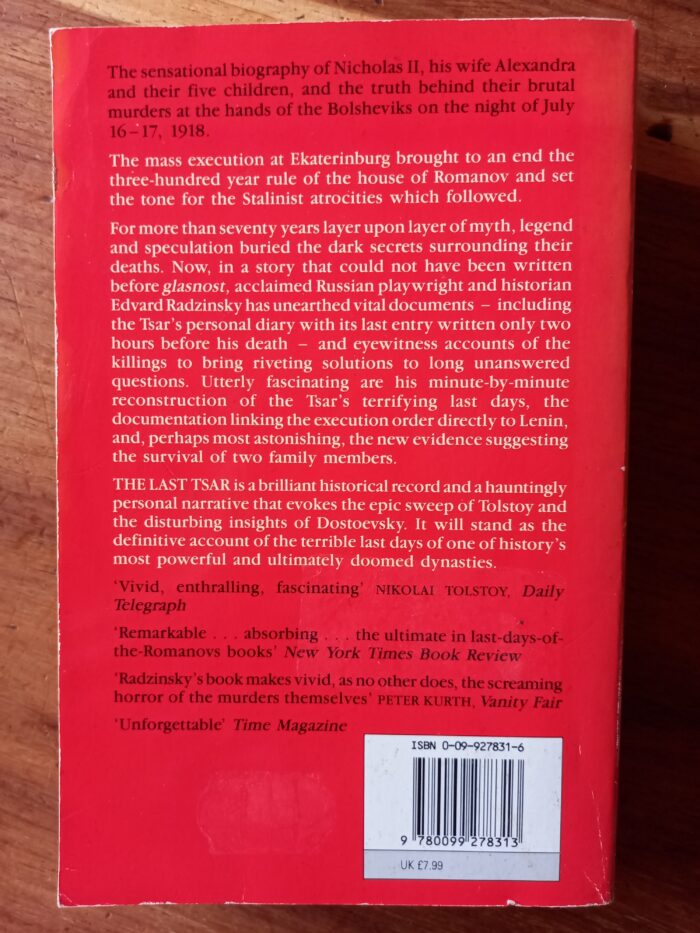 The sensational biography of Nicholas II, his wife Alexandra
and their five children, and the truth behind their brutal
murders at the hands of the Bolsheviks on the night of July
16–17, 1918.
The mass execution at Ekaterinburg brought to an end the
three-hundred year rule of the house of Romanov and set
the tone for the Stalinist atrocities which followed.
For more than seventy years layer upon layer of myth, legend
and speculation buried the dark secrets surrounding their
deaths. Now, in a story that could not have been written
before glasnost, acclaimed Russian playwright and historian
Edvard Radzinsky has unearthed vital documents – including
the Tsar's personal diary with its last entry written only two
hours before his death – and eyewitness accounts of the
killings to bring riveting solutions to long unanswered
questions. Utterly fascinating are his minute-by-minute
reconstruction of the Tsar's terrifying last days, the
documentation linking the execution order directly to Lenin,
and, perhaps most astonishing, the new evidence suggesting
the survival of two family members.
THE LAST TSAR is a brilliant historical record and a hauntingly
personal narrative that evokes the epic sweep of Tolstoy and
the disturbing insights of Dostoevsky. It will stand as the
definitive account of the terrible last days of one of history's
most powerful and ultimately doomed dynasties.
'Vivid, enthralling, fascinating' NIKOLAI TOLSTOY, Daily
Telegraph
'Remarkable . . . absorbing . . . the ultimate in last-days-of-
the-Romanovs books' New York Times Book Review
'Radzinsky's book makes vivid, as no other does, the screaming
horror of the murders themselves' PETER KURTH, Vanity Fair
'Unforgettable' Time Magazine
ISBN 0-09-927831-6
9 780099 278313
UK £7.99